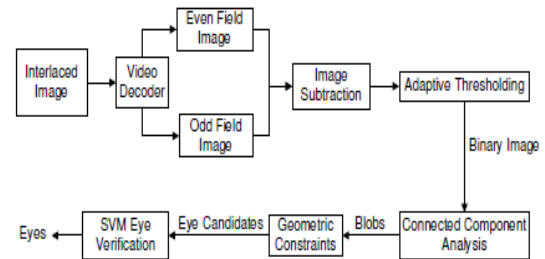 Even Field
Image
Interlaced
Image
Video
Decoder
Image
Subtraction
Adaptive Thresholding
Odd Field
Image
Binary Image
Eyes
SVM Eye
Verification
Eye Candidates
Geometric
Constraints
Blobs
Connected Component
Analysis